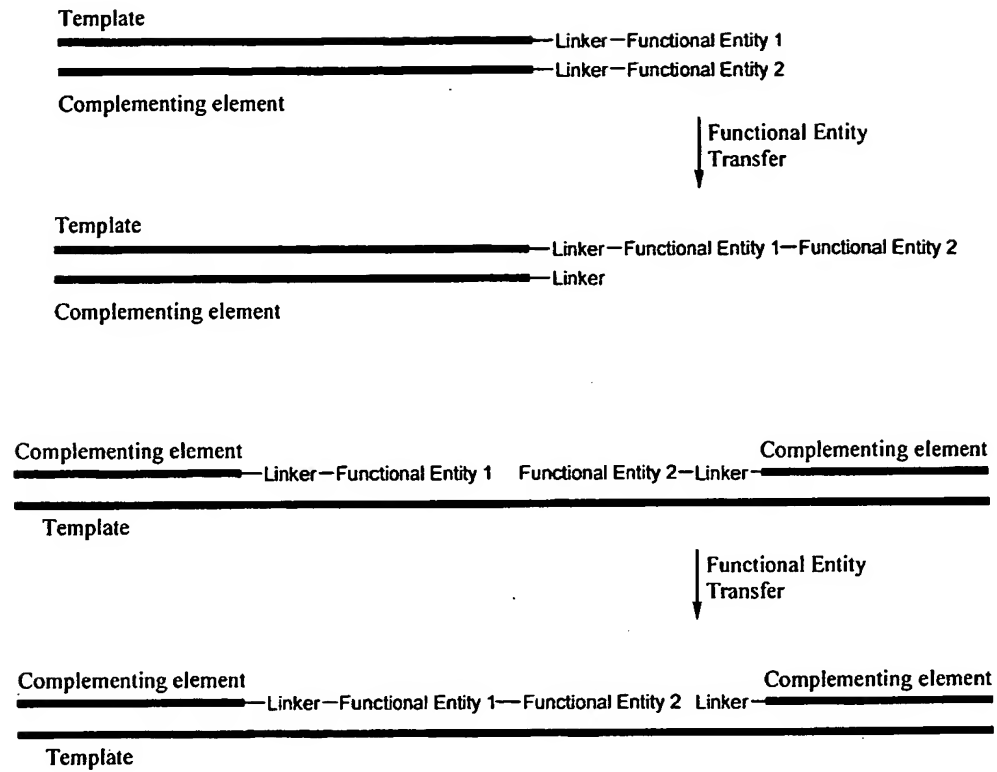 Template
Linker—Functional Entity 1
Linker—Functional Entity 2
Complementing element
Functional Entity
Transfer
Template
Linker—Functional Entity 1—Functional Entity 2
Linker
Complementing element
Complementing element Complementing element
Linker—Functional Entity 1 Functional Entity 2—Linker
Template
Functional Entity
Transfer
Complementing element Complementing element
Linker—Functional Entity 1—Functional Entity 2 Linker
Template